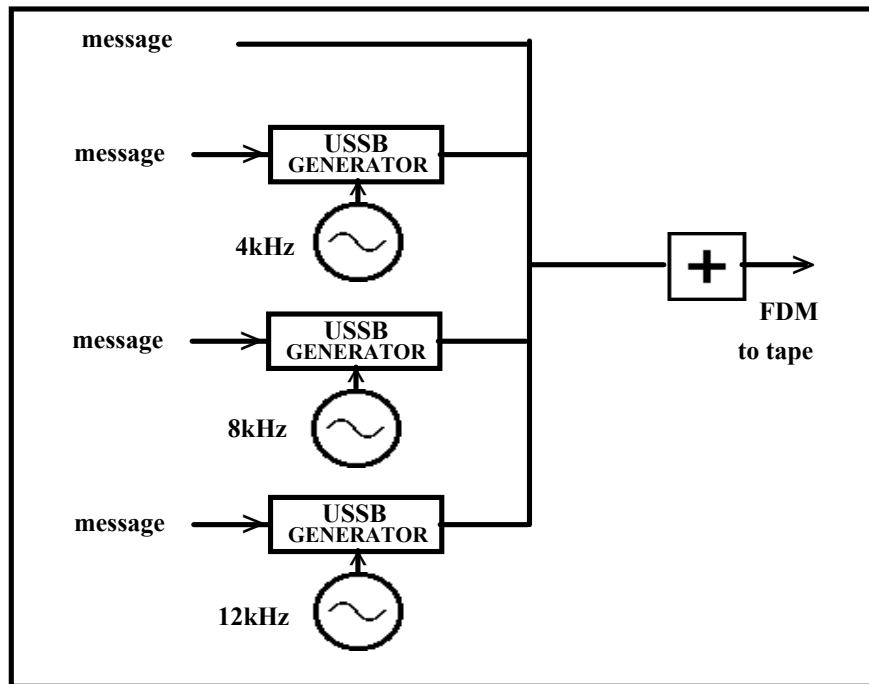 message
message
USSB
GENERATOR
4kHz
+
FDM
to tape
message
USSB
GENERATOR
8kHz
message
USSB
GENERATOR
12kHz